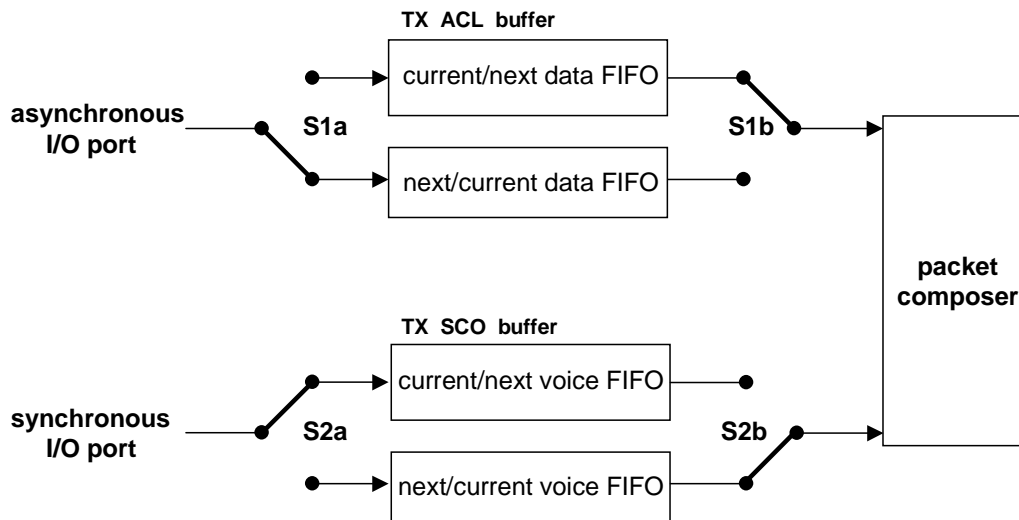 TX ACL buffer
current/next data FIFO
asynchronous
I/O port
S1a
S1b
next/current data FIFO
packet
composer
TX SCO buffer
current/next voice FIFO
synchronous
I/O port
S2a
S2b
next/current voice FIFO